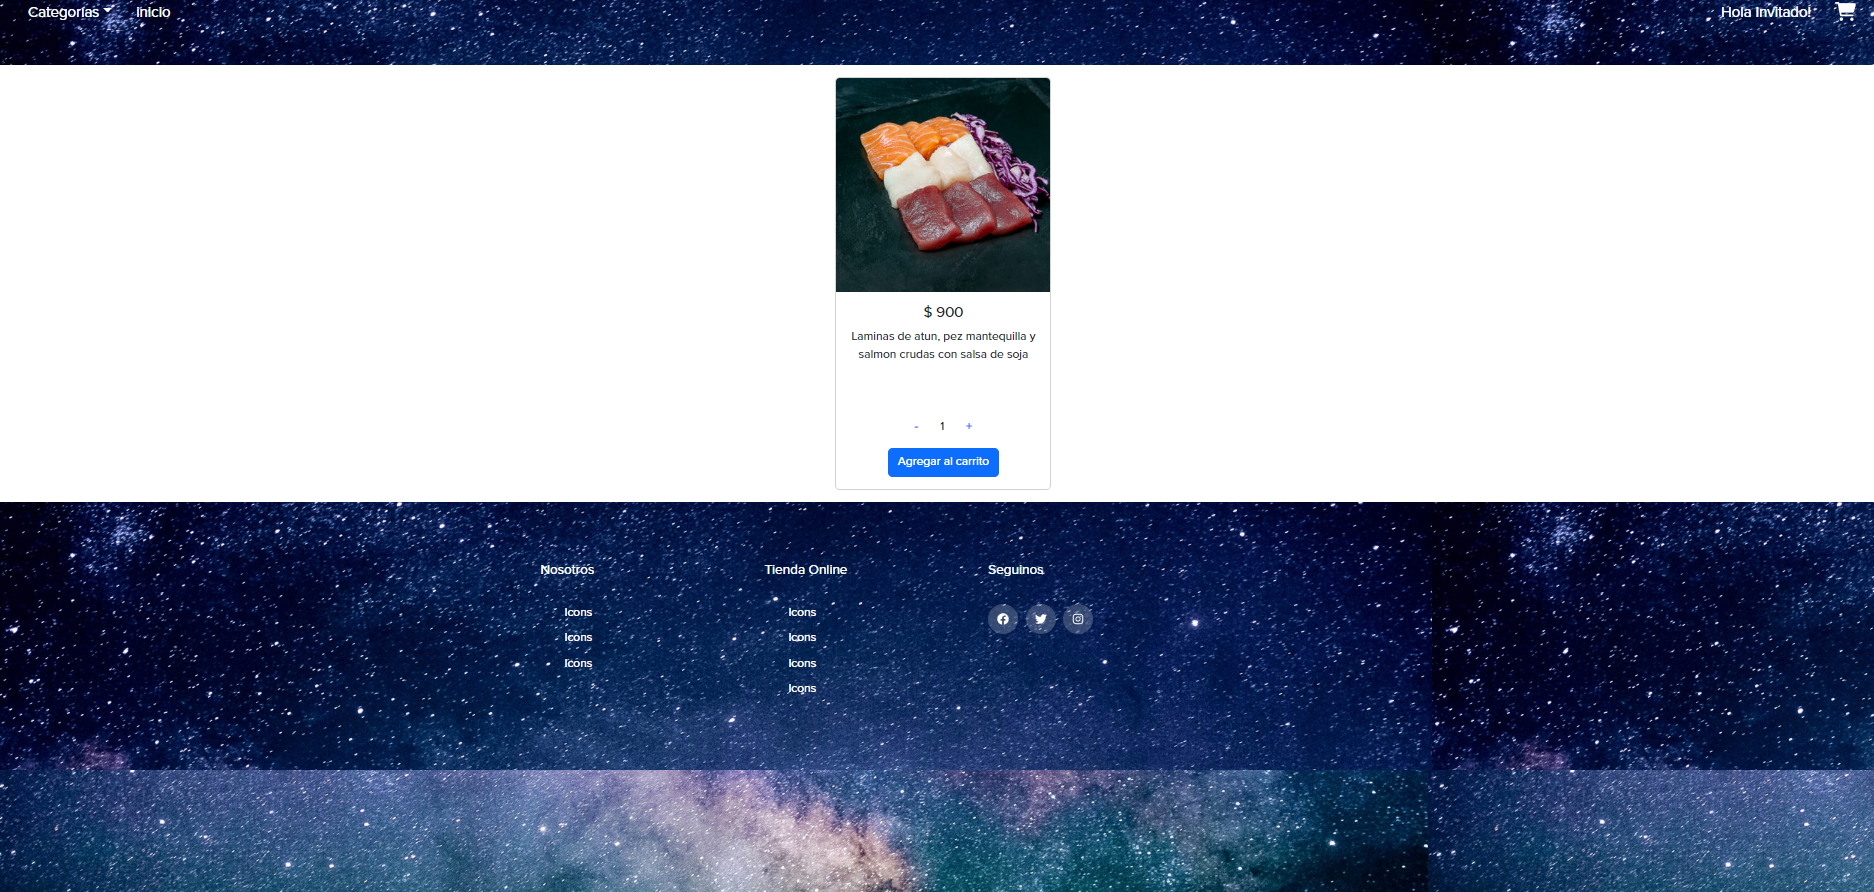 Categorías
Inicio
Hola Invitado!
$ 900
Laminas de atun, pez mantequilla y
salmon crudas con salsa de soja
- 1 +
Agregar al carrito
Nosotros
Icons
Icons
Icons
Tienda Online
Icons
Icons
Icons
Icons
Seguinos